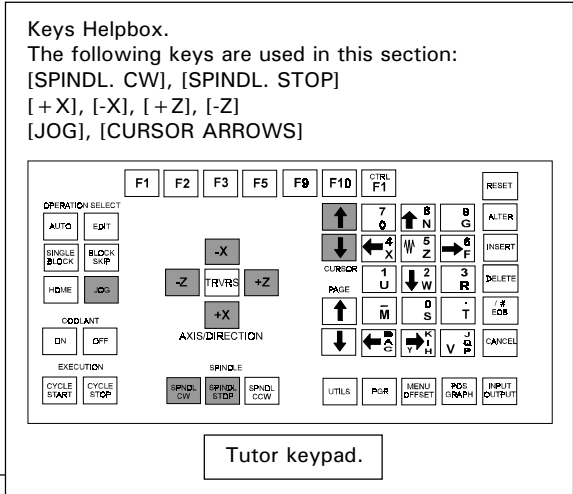 Keys Helpbox.
The following keys are used in this section:
[SPINDL. CW], [SPINDL. STOP]
[+X], [-X], [+Z], [-Z]
[JOG], [CURSOR ARROWS]
F1 F2 F3 F5 F9 F10 CTRL F1
RESET
OPERATION SELECT
AUTO EDIT
SINGLE BLOCK BLOCK SKIP
HOME JOG
COOLANT
ON OFF
EXECUTION
CYCLE START CYCLE STOP
-X
-Z TRVRS +Z
+X
AXIS/DIRECTION
SPINDLE
SPNDL CW SPINDL STOP SPNDL CCW
CURSOR
PAGE
7 O 8 N 9 G ALTER
4 X 5 Z 6 F INSERT
1 U 2 W 3 R DELETE
– M 0 S . T / # EOB
B A C Y K I H V J Q P CANCEL
UTILS PGR MENU OFFSET POS GRAPH INPUT OUTPUT
Tutor keypad.